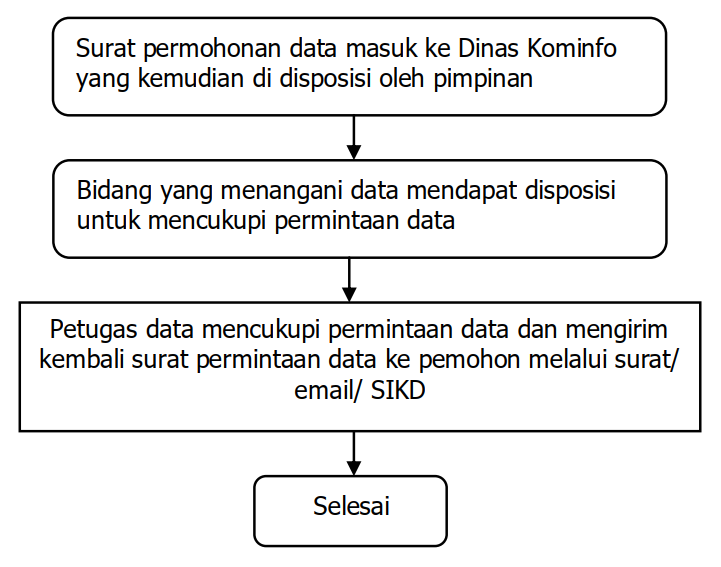 Surat permohonan data masuk ke Dinas Kominfo
yang kemudian di disposisi oleh pimpinan
Bidang yang menangani data mendapat disposisi
untuk mencukupi permintaan data
Petugas data mencukupi permintaan data dan mengirim
kembali surat permintaan data ke pemohon melalui surat/
email/ SIKD
Selesai